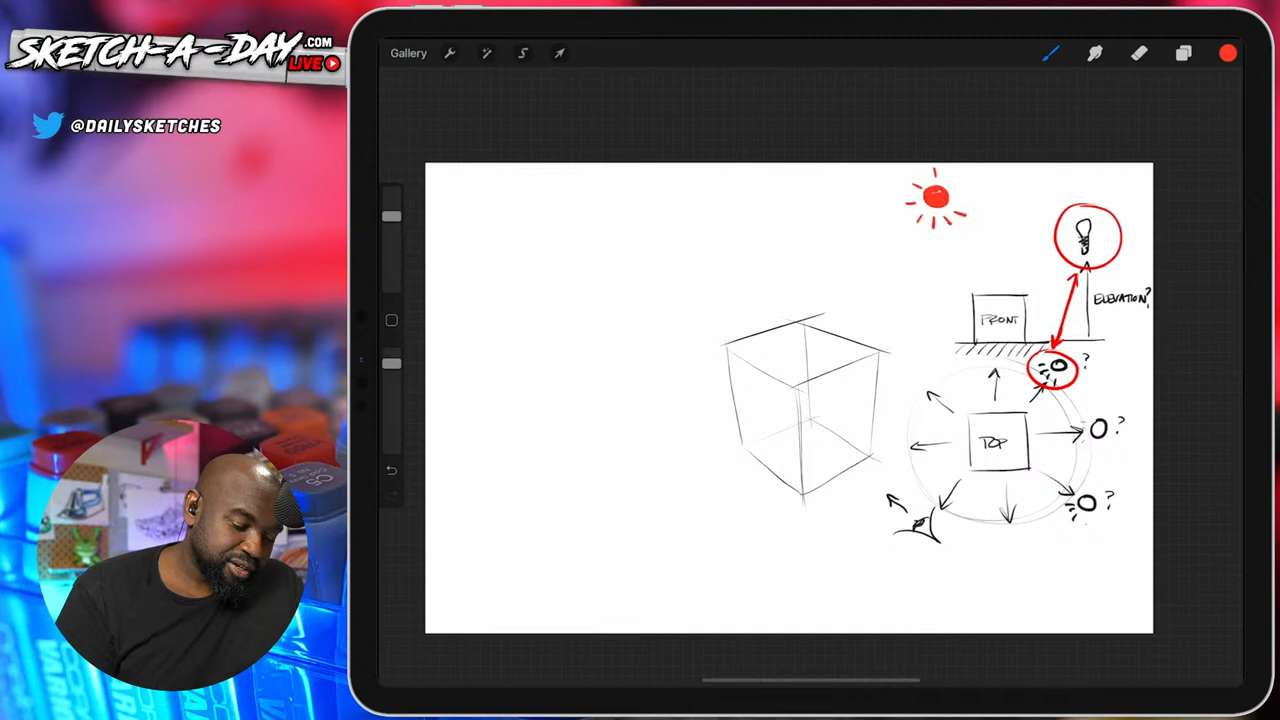 SKETCH-A-DAY.COM
LIVE
@DAILYSKETCHES
Gallery
ELEVATION?
FRONT
?
TOP
?
?